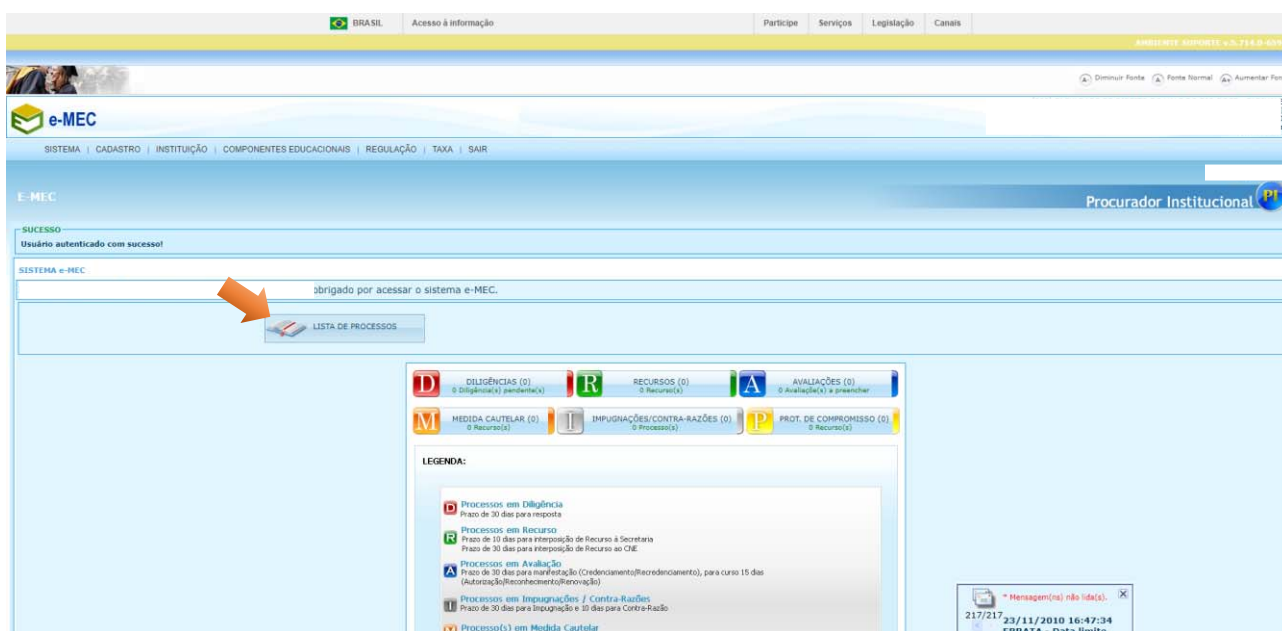 BRASIL Acesso à informação Participe Serviços Legislação Canais
AMBIENTE SUPORTE
Diminuir Fonte Fonte Normal Aumentar
e-MEC
SISTEMA | CADASTRO | INSTITUIÇÃO | COMPONENTES EDUCACIONAIS | REGULAÇÃO | TAXA | SAIR
E-MEC
Procurador Institucional PI
SUCESSO
Usuário autenticado com sucesso!
SISTEMA e-MEC
obrigado por acessar o sistema e-MEC.
LISTA DE PROCESSOS
D DILIGÊNCIAS (0) R RECURSOS (0) A AVALIAÇÕES (0)
0 Diligência(s) pendente(s) 0 Recurso(s) 0 Avaliação(s) a preencher
M MEDIDA CAUTELAR (0) I IMPUGNAÇÕES/CONTRA-RAZÕES (0) P PROT. DE COMPROMISSO (0)
0 Recurso(s) 0 Processo(s) 0 Recurso(s)
LEGENDA:
D Processos em Diligência
Prazo de 30 dias para resposta
R Processos em Recurso
Prazo de 10 dias para interposição de Recurso à Secretaria
Prazo de 30 dias para interposição de Recurso ao CNE
A Processos em Avaliação
Prazo de 30 dias para manifestação (Credenciamento/Recredenciamento), para curso 15 dias
(Autorização/Reconhecimento/Renovação)
I Processos em Impugnações / Contra-Razões
Prazo de 30 dias para Impugnação e 10 dias para Contra-Razão
Processo(s) em Medida Cautelar
* Mensagem(ns) não lida(s). X
217/217 23/11/2010 16:47:34
ERRATA - Data limite